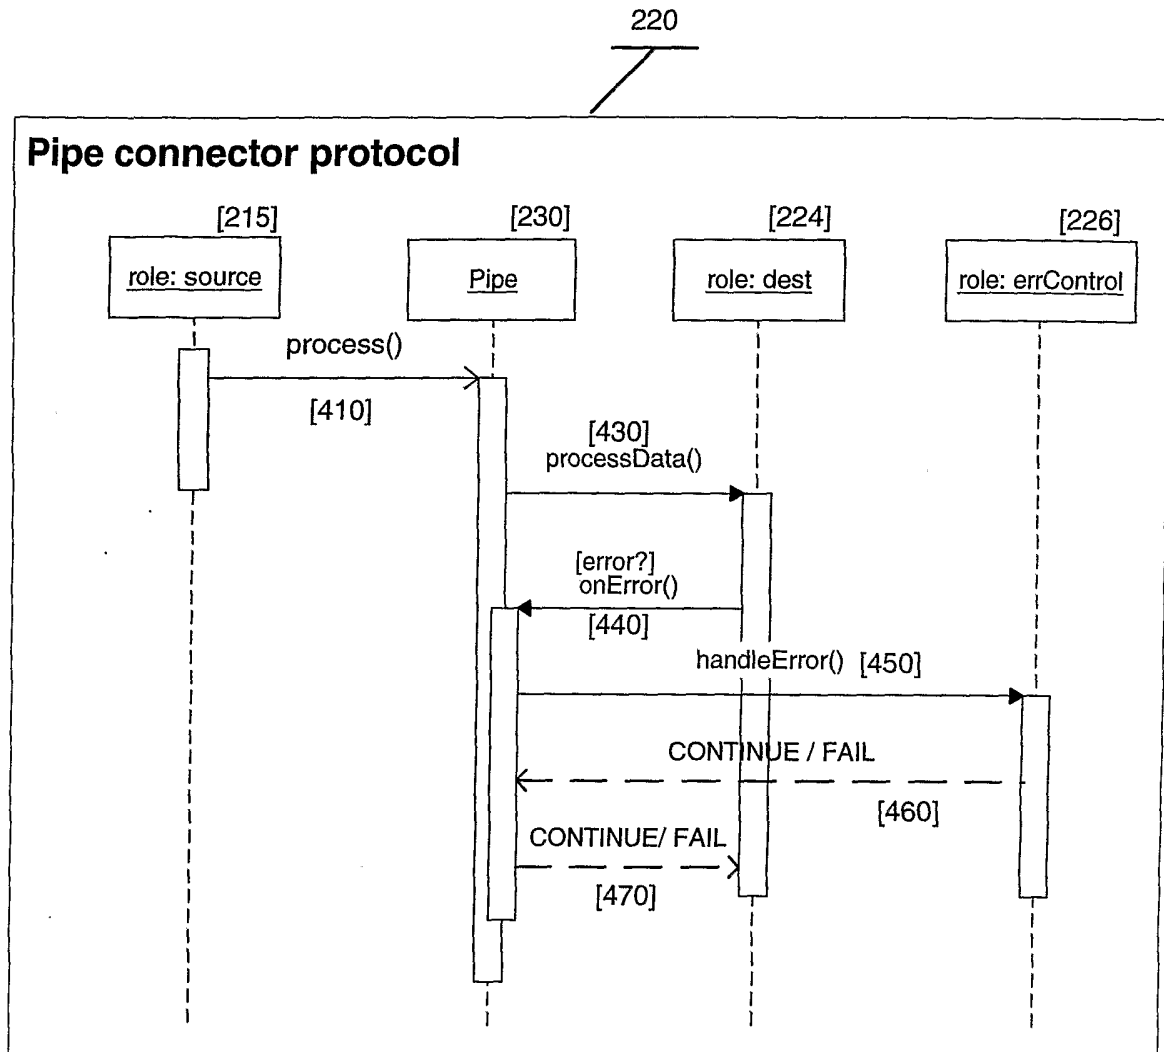 220
Pipe connector protocol
[215]
[230]
[224]
[226]
role: source
Pipe
role: dest
role: errControl
process()
[410]
[430]
processData()
[error?]
onError()
[440]
handleError() [450]
CONTINUE / FAIL
[460]
CONTINUE/ FAIL
[470]